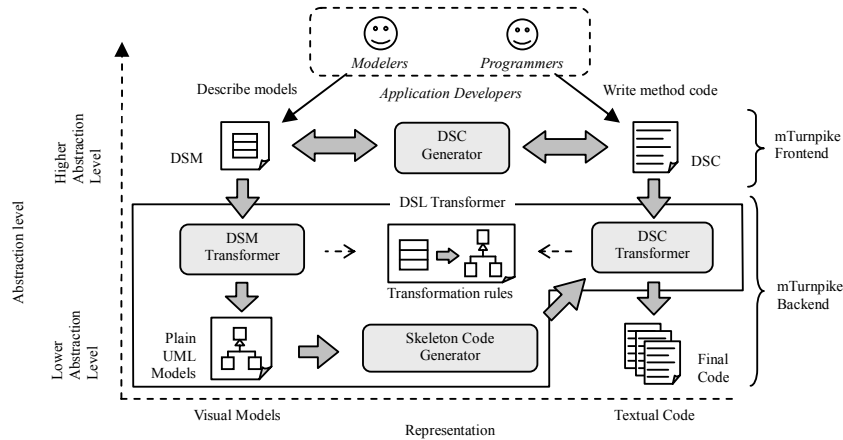 Modelers
Programmers
Application Developers
Describe models
Write method code
DSM
DSC
Generator
DSC
mTurnpike
Frontend
Higher
Abstraction
Level
Abstraction level
DSL Transformer
DSM
Transformer
DSC
Transformer
Transformation rules
mTurnpike
Backend
Lower
Abstraction
Level
Plain
UML
Models
Skeleton Code
Generator
Final
Code
Visual Models
Textual Code
Representation